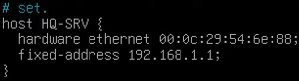 # set.
host HQ-SRV {
  hardware ethernet 00:0c:29:54:6e:88;
  fixed-address 192.168.1.1;
}